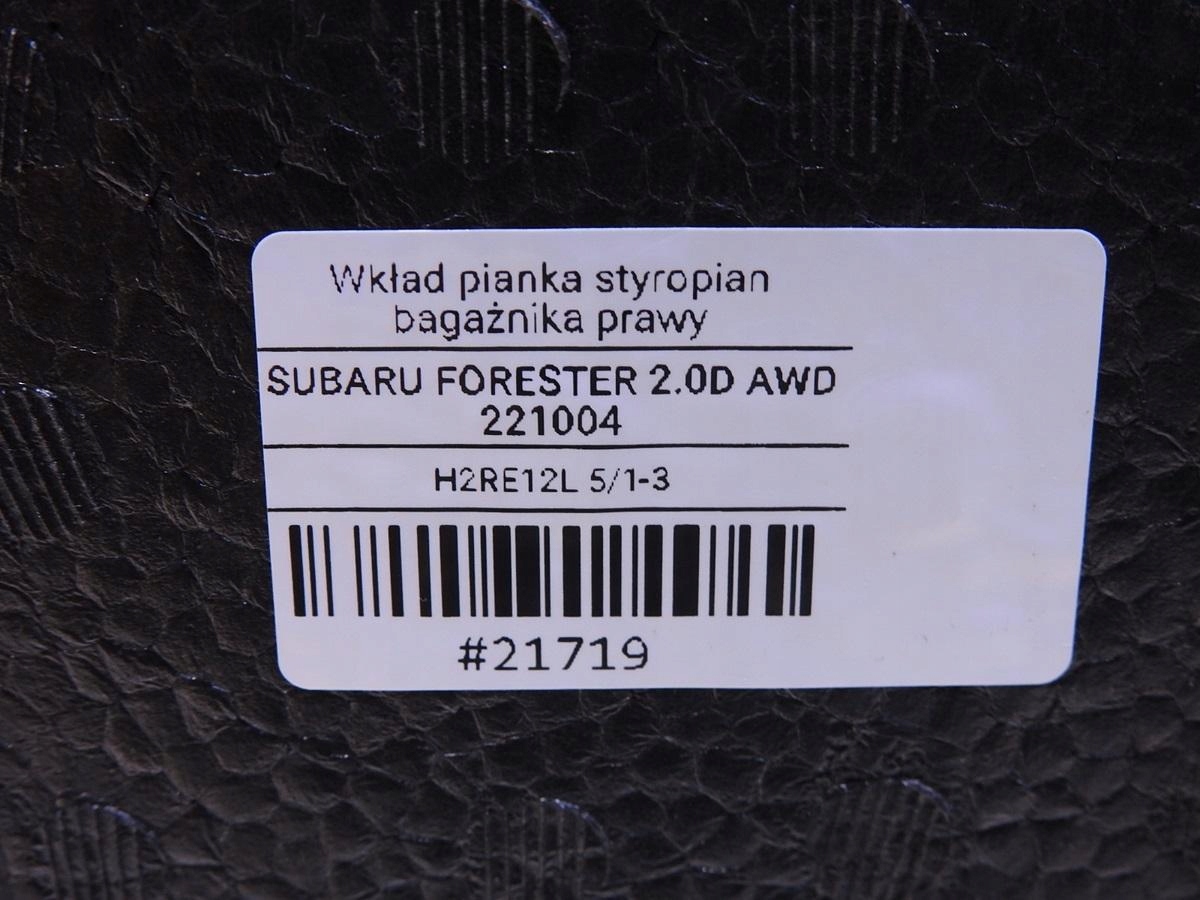 Wkład pianka styropian
bagażnika prawy
SUBARU FORESTER 2.0D AWD
221004
H2RE12L 5/1-3
#21719